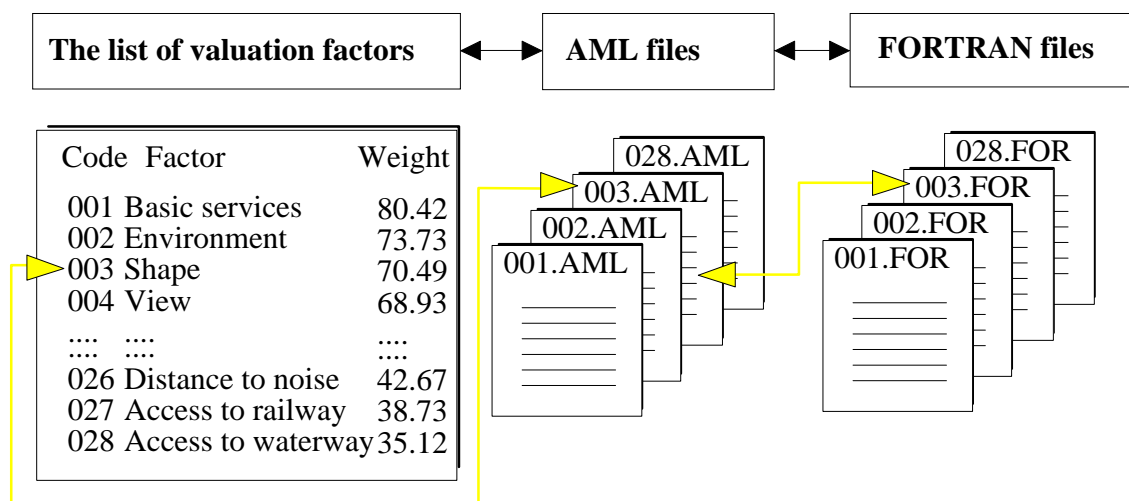 The list of valuation factors
AML files
FORTRAN files
Code Factor Weight
001 Basic services 80.42
002 Environment 73.73
003 Shape 70.49
004 View 68.93
.... .... ....
.... .... ....
026 Distance to noise 42.67
027 Access to railway 38.73
028 Access to waterway 35.12
028.AML
003.AML
002.AML
001.AML
028.FOR
003.FOR
002.FOR
001.FOR